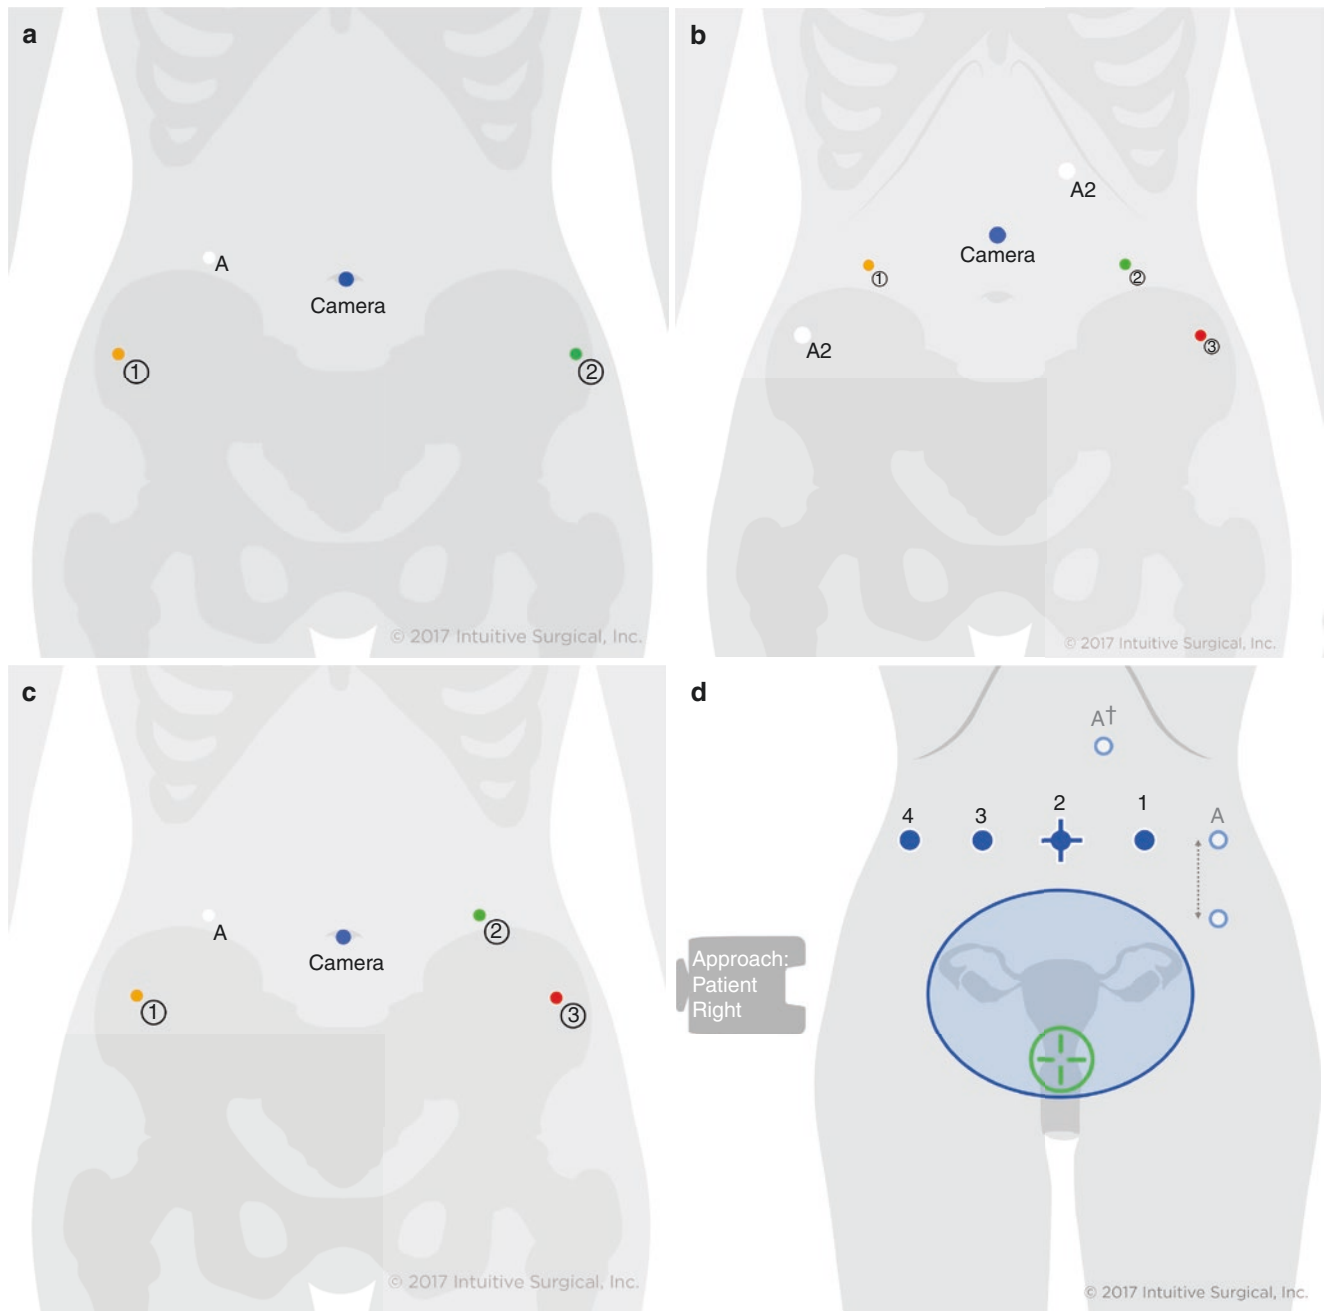 a
A
Camera
①
②
© 2017 Intuitive Surgical, Inc.
b
A2
Camera
①
②
A2
③
© 2017 Intuitive Surgical, Inc.
c
②
A
Camera
①
③
© 2017 Intuitive Surgical, Inc.
d
A†
4 3 2 1 A
Approach:
Patient
Right
© 2017 Intuitive Surgical, Inc.